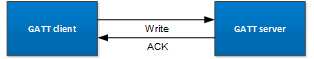 GATT client
Write
ACK
GATT server